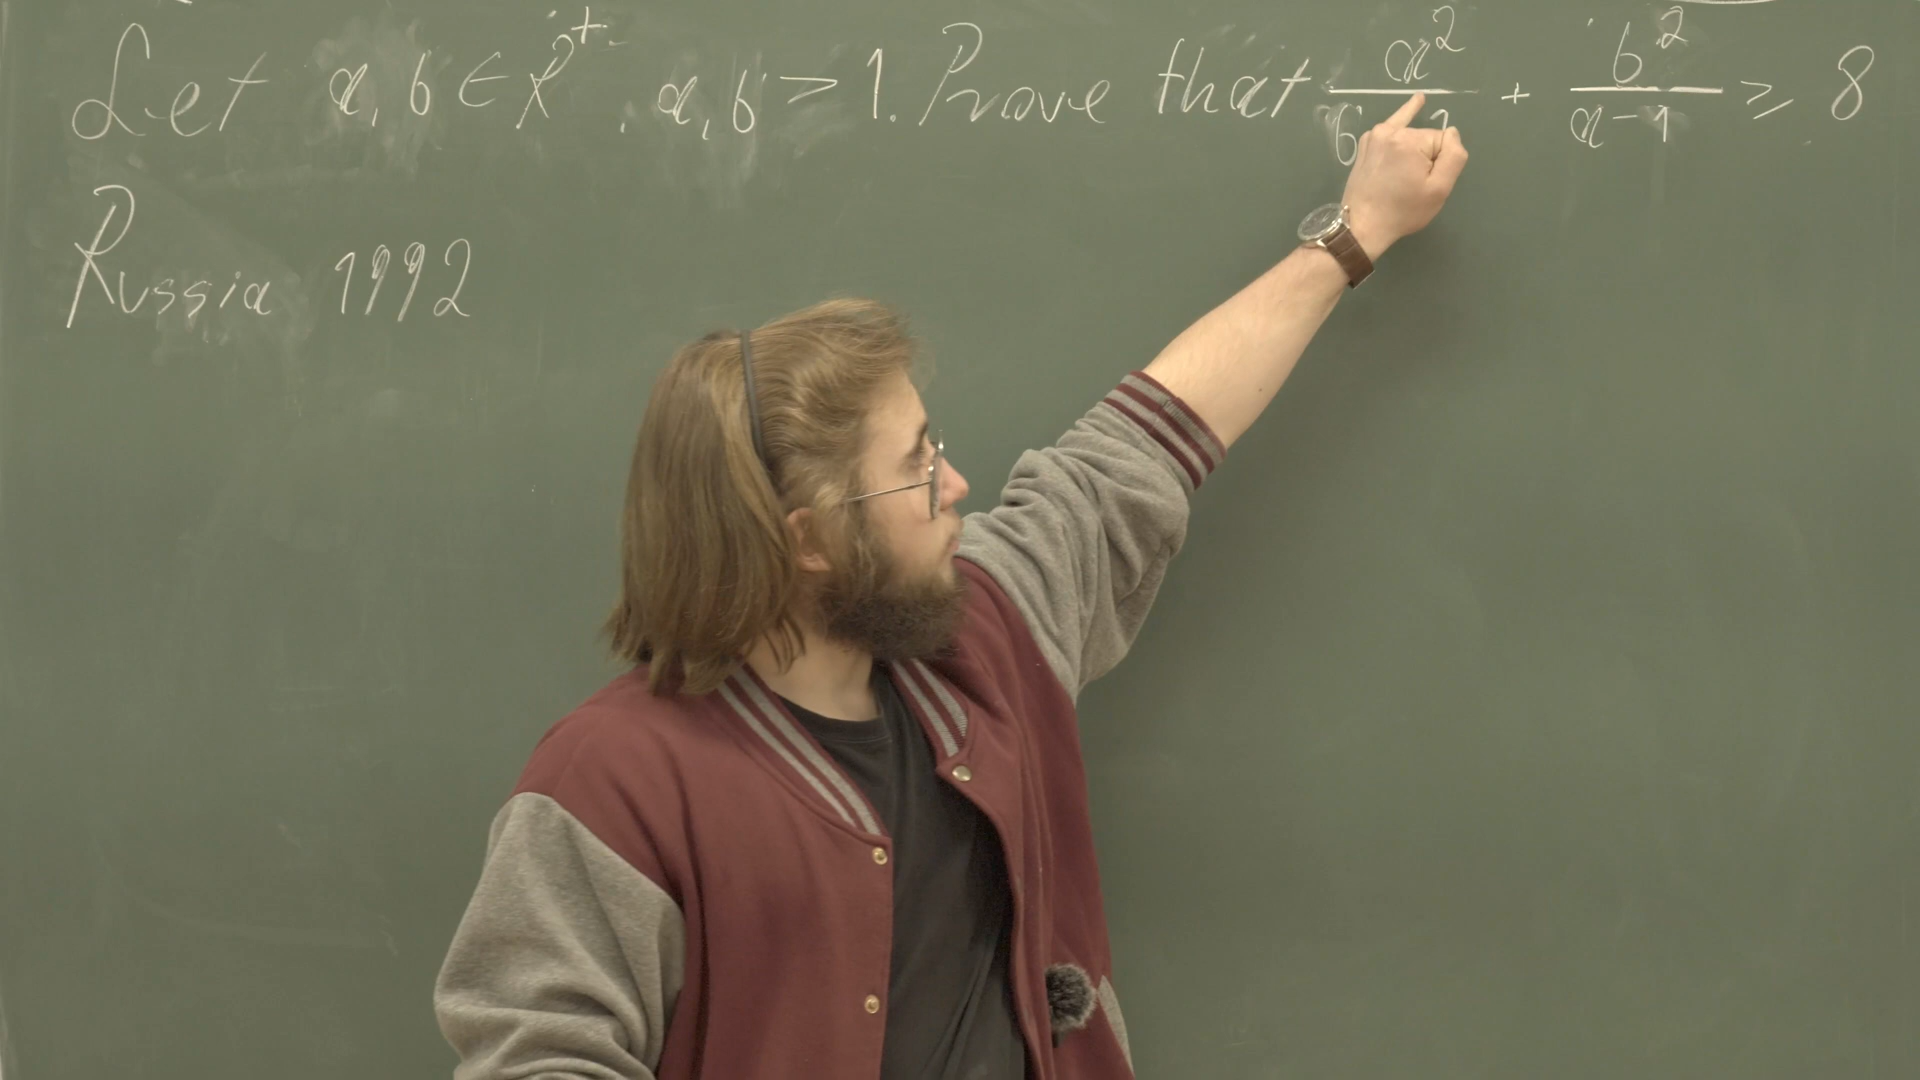 Let a, b ∈ R⁺, a, b > 1. Prove that a²/b-1 + b²/a-1 ≥ 8
Russia 1992